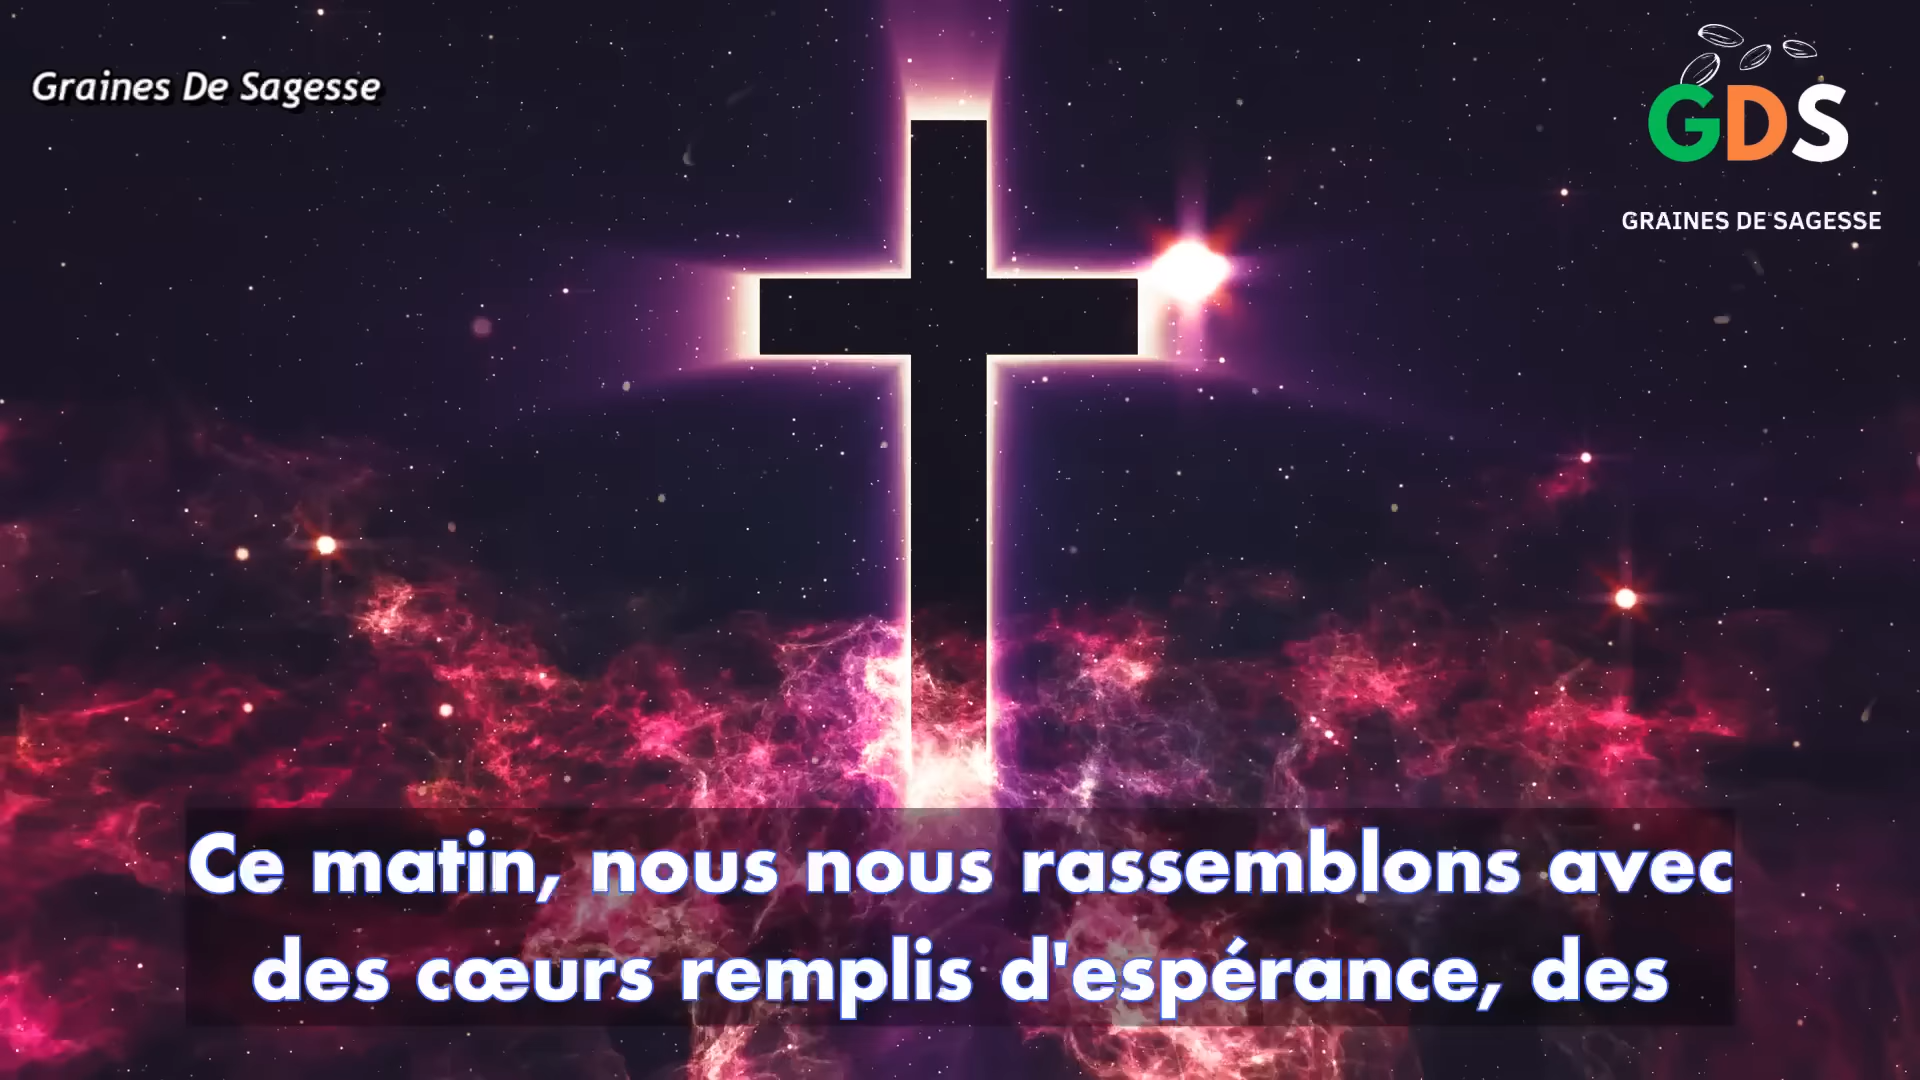 Graines De Sagesse
GDS
GRAINES DE SAGESSE
Ce matin, nous nous rassemblons avec
des cœurs remplis d'espérance, des